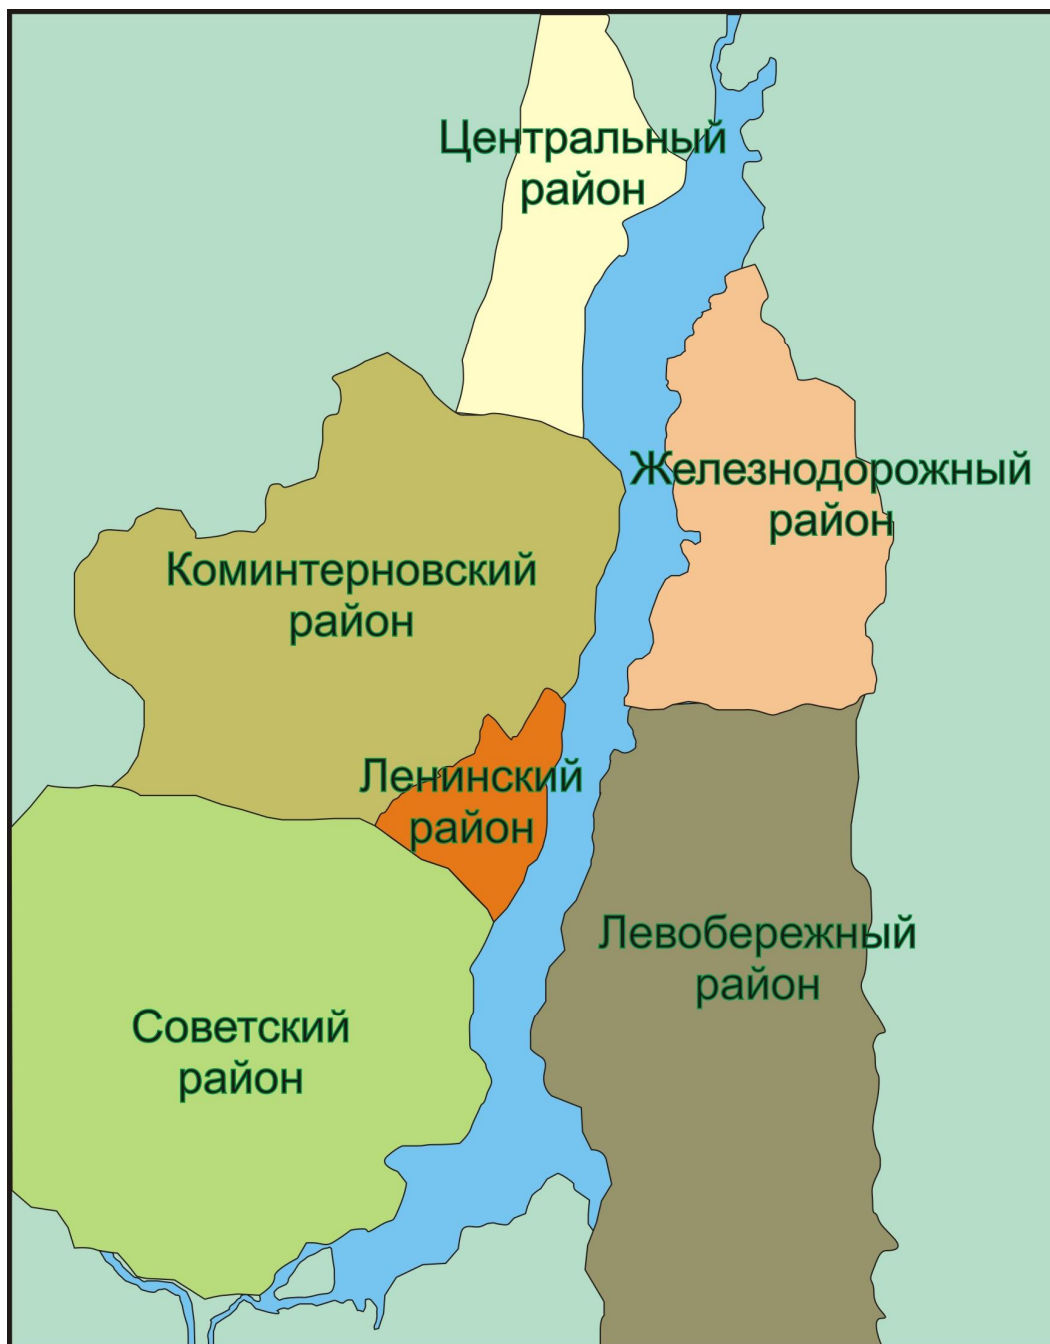 Центральный
район
Железнодорожный
район
Коминтерновский
район
Ленинский
район
Левобережный
район
Советский
район